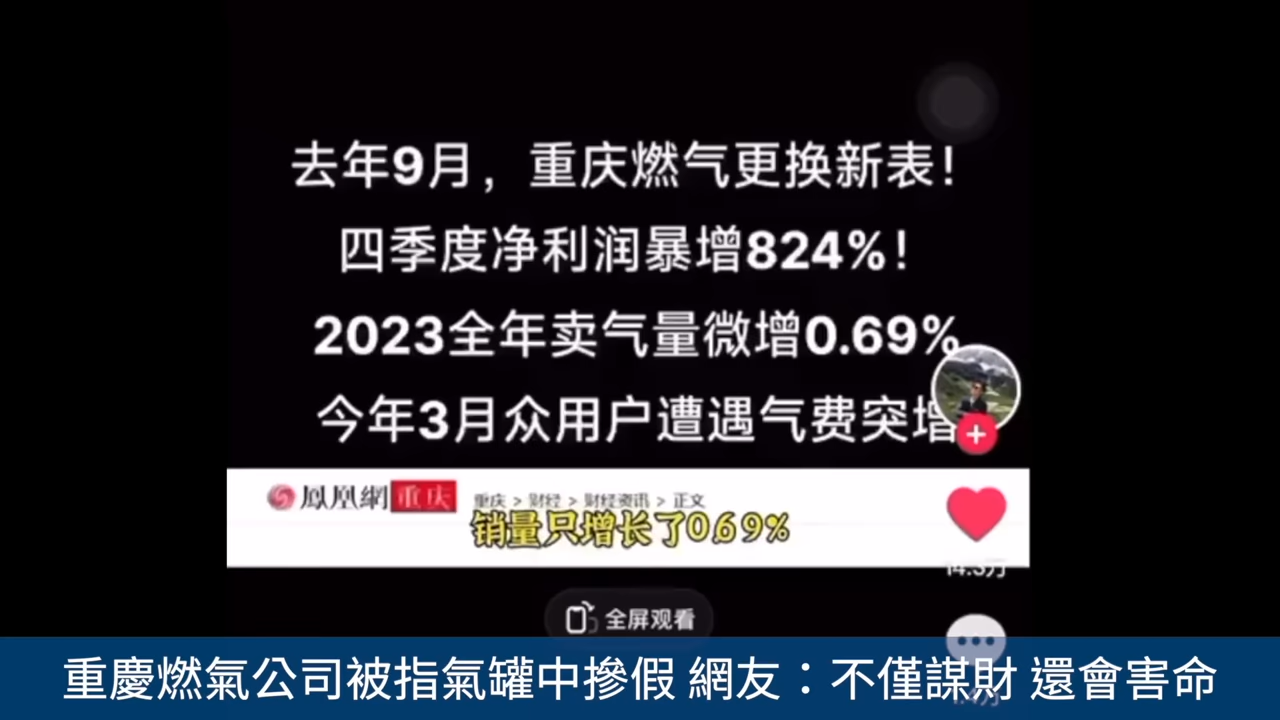 去年9月，重庆燃气更换新表！
四季度净利润暴增824%！
2023全年卖气量微增0.69%
今年3月众用户遭遇气费突增
鳳凰網 重庆 重庆 > 财经 > 财经资讯 > 正文
销量只增长了0.69%
14.3万
全屏观看
重慶燃氣公司被指氣罐中摻假 網友：不僅謀財 還會害命